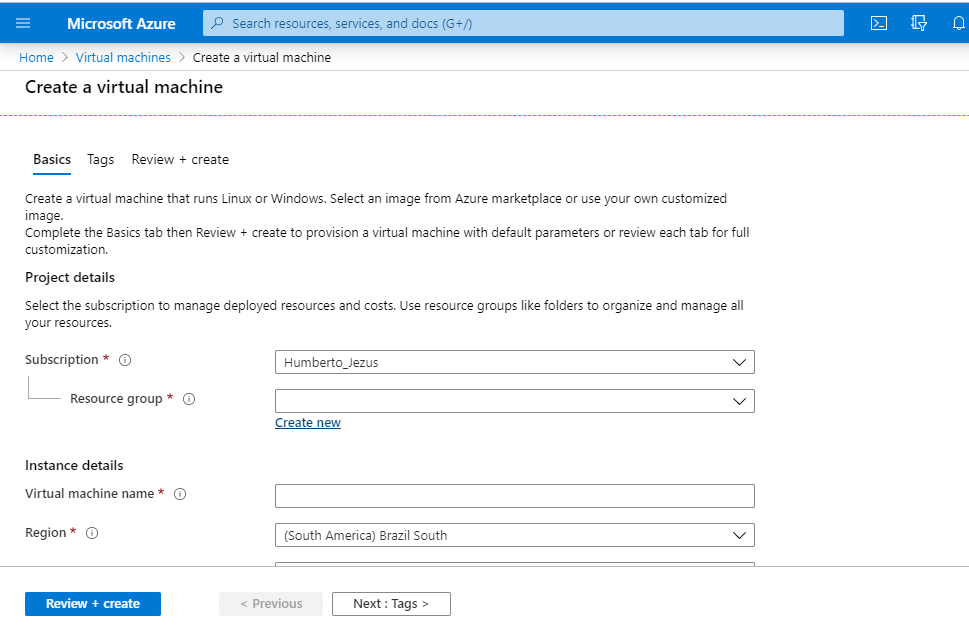 Microsoft Azure
Search resources, services, and docs (G+/)
Home > Virtual machines > Create a virtual machine
Create a virtual machine
Basics Tags Review + create
Create a virtual machine that runs Linux or Windows. Select an image from Azure marketplace or use your own customized
image.
Complete the Basics tab then Review + create to provision a virtual machine with default parameters or review each tab for full
customization.
Project details
Select the subscription to manage deployed resources and costs. Use resource groups like folders to organize and manage all
your resources.
Subscription * Humberto_Jezus
Resource group *
Create new
Instance details
Virtual machine name *
Region * (South America) Brazil South
Review + create < Previous Next : Tags >